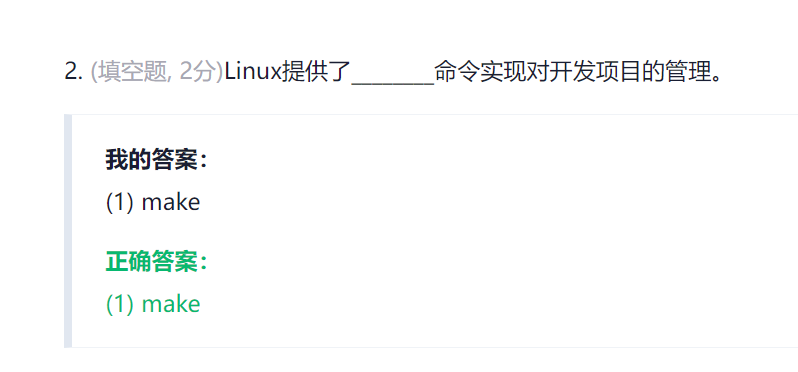 2. (填空题, 2分)Linux提供了________命令实现对开发项目的管理。
我的答案：
(1) make
正确答案：
(1) make